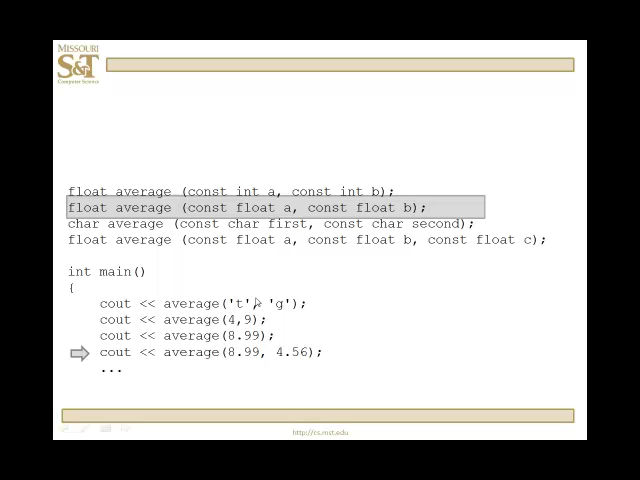 MISSOURI
S&T
Computer Science
float average (const int a, const int b);
float average (const float a, const float b);
char average (const char first, const char second);
float average (const float a, const float b, const float c);
int main()
{
cout << average('t', 'g');
cout << average(4,9);
cout << average(8.99);
cout << average(8.99, 4.56);
...
http://cs.mst.edu